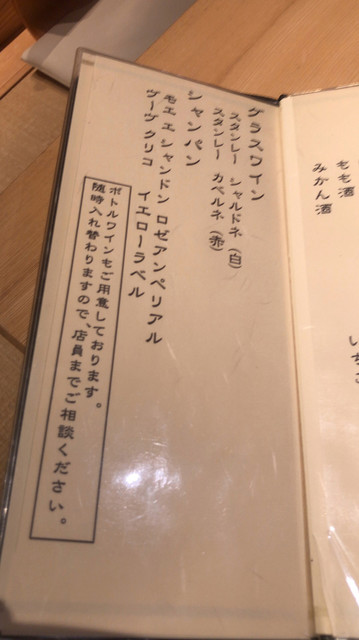 もも酒
みかん酒
いちご
グラスワイン
スタンレー シャルドネ(白)
スタンレー カベルネ(赤)
シャンパン
モエ エ シャンドン ロゼアンペリアル
ヴーヴ クリコ イエローラベル
ボトルワインもご用意しております。
随時入れ替わりますので、店員までご相談ください。